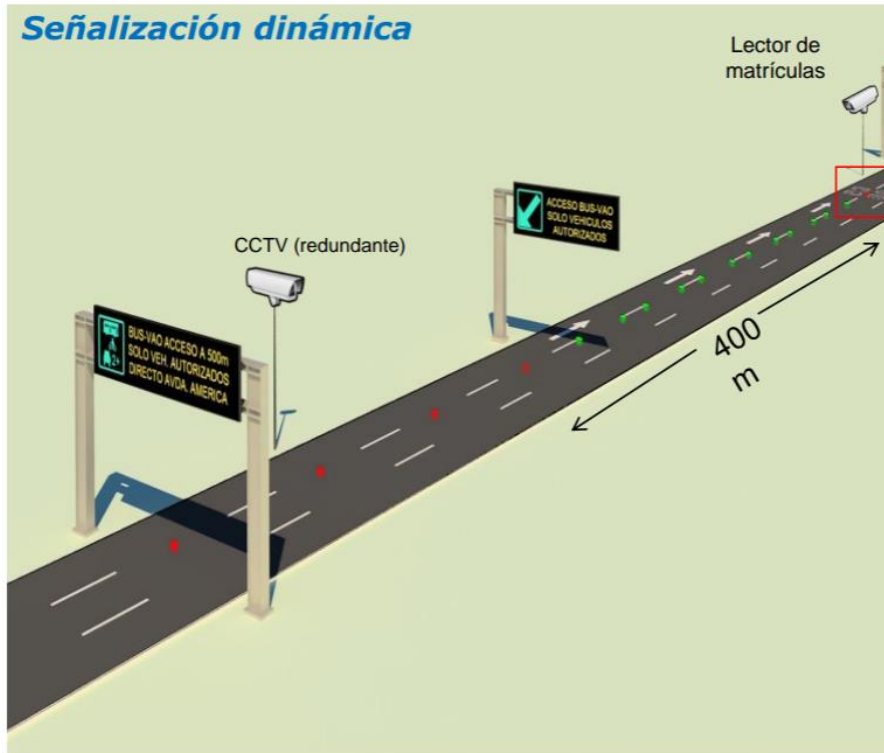 Señalización dinámica
Lector de
matrículas
ACCESO BUS-VAO
SOLO VEHICULOS
AUTORIZADOS
CCTV (redundante)
BUS-VAO ACCESO A 500m
SOLO VEH. AUTORIZADOS
DIRECTO AVDA. AMERICA
2+
400
m